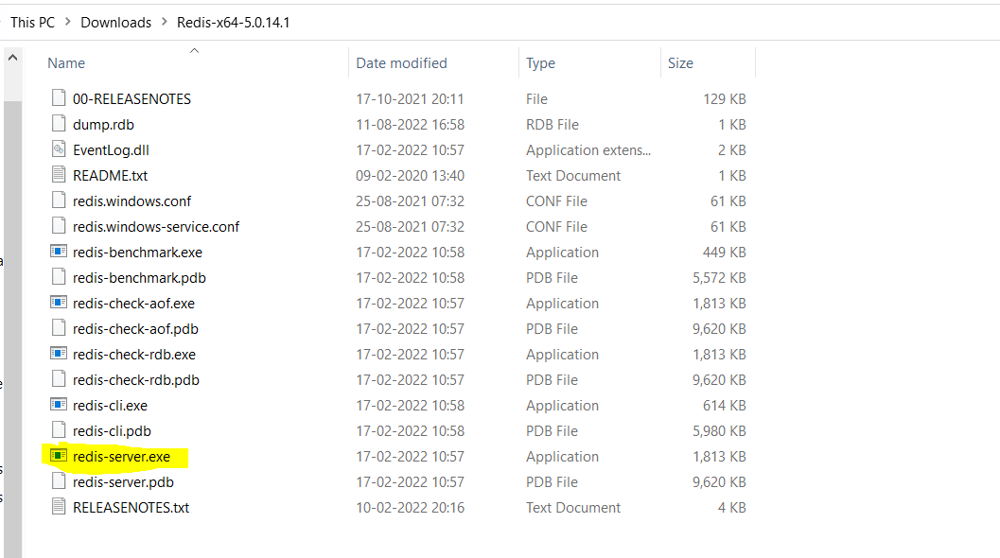 This PC > Downloads > Redis-x64-5.0.14.1
Name Date modified Type Size
00-RELEASENOTES 17-10-2021 20:11 File 129 KB
dump.rdb 11-08-2022 16:58 RDB File 1 KB
EventLog.dll 17-02-2022 10:57 Application extens... 2 KB
README.txt 09-02-2020 13:40 Text Document 1 KB
redis.windows.conf 25-08-2021 07:32 CONF File 61 KB
redis.windows-service.conf 25-08-2021 07:32 CONF File 61 KB
redis-benchmark.exe 17-02-2022 10:58 Application 449 KB
redis-benchmark.pdb 17-02-2022 10:58 PDB File 5,572 KB
redis-check-aof.exe 17-02-2022 10:57 Application 1,813 KB
redis-check-aof.pdb 17-02-2022 10:57 PDB File 9,620 KB
redis-check-rdb.exe 17-02-2022 10:57 Application 1,813 KB
redis-check-rdb.pdb 17-02-2022 10:57 PDB File 9,620 KB
redis-cli.exe 17-02-2022 10:58 Application 614 KB
redis-cli.pdb 17-02-2022 10:58 PDB File 5,980 KB
redis-server.exe 17-02-2022 10:57 Application 1,813 KB
redis-server.pdb 17-02-2022 10:57 PDB File 9,620 KB
RELEASENOTES.txt 10-02-2022 20:16 Text Document 4 KB